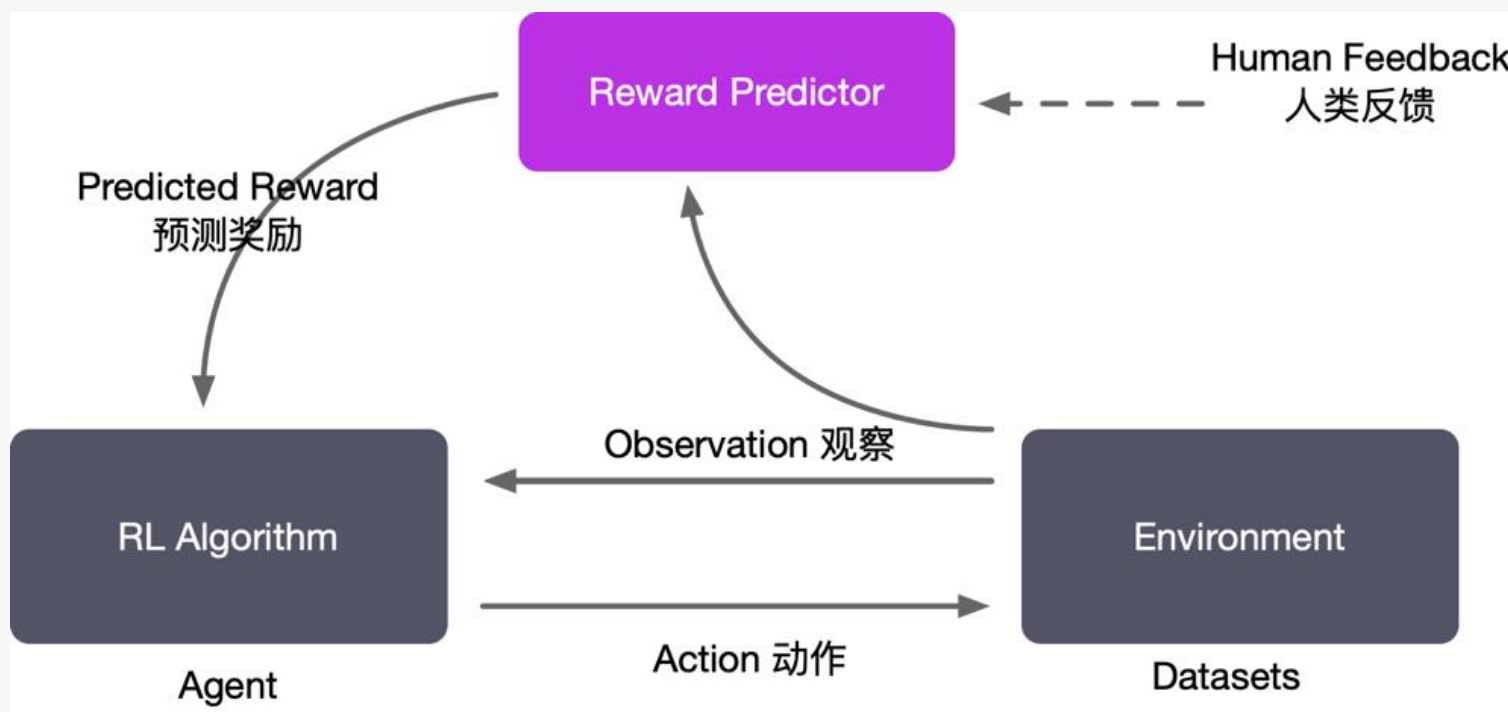 Reward Predictor
Human Feedback
人类反馈
Predicted Reward
预测奖励
Observation 观察
RL Algorithm
Environment
Action 动作
Agent
Datasets